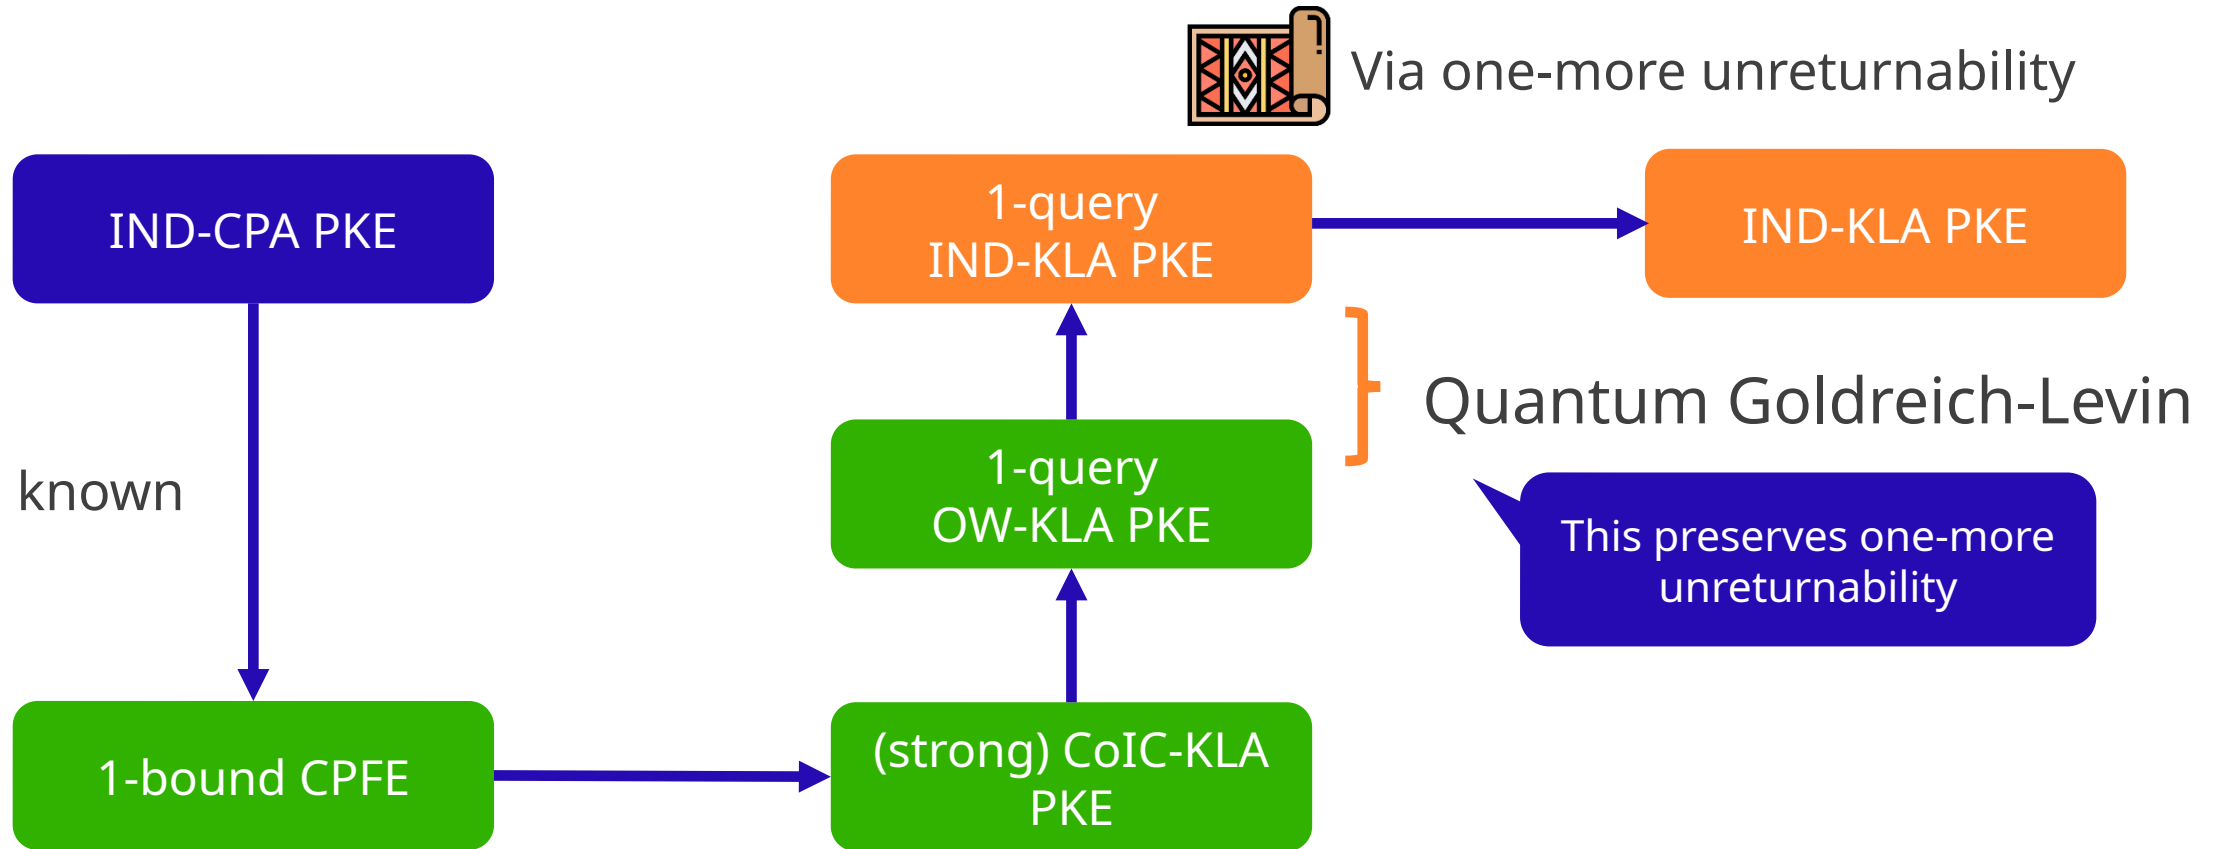 Via one-more unreturnability
IND-CPA PKE
1-query
IND-KLA PKE
IND-KLA PKE
Quantum Goldreich-Levin
known
1-query
OW-KLA PKE
This preserves one-more
unreturnability
1-bound CPFE
(strong) CoIC-KLA
PKE